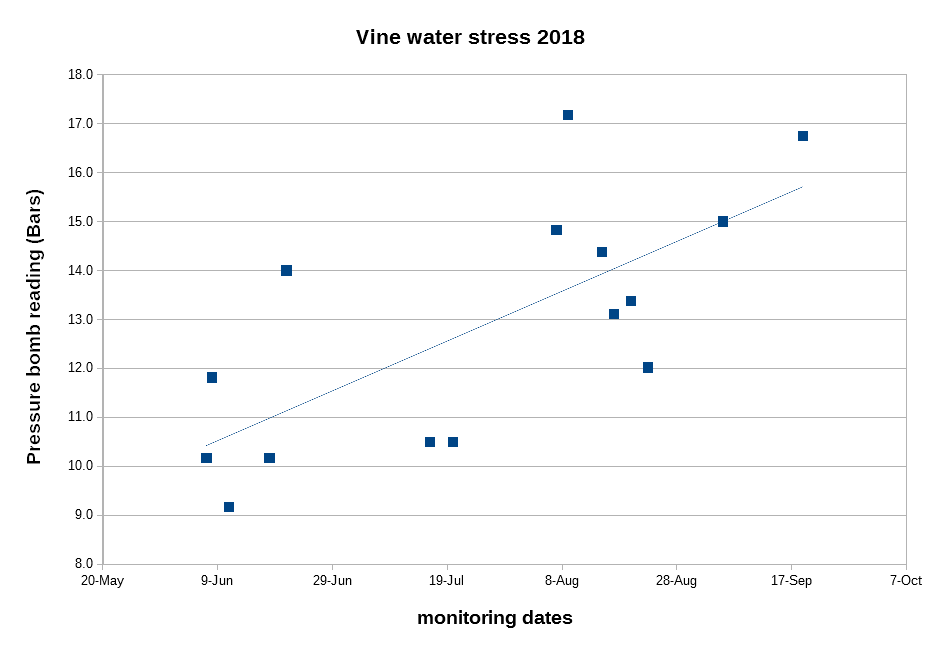 Vine water stress 2018
Pressure bomb reading (Bars)
18.0
17.0
16.0
15.0
14.0
13.0
12.0
11.0
10.0
9.0
8.0
20-May 9-Jun 29-Jun 19-Jul 8-Aug 28-Aug 17-Sep 7-Oct
monitoring dates